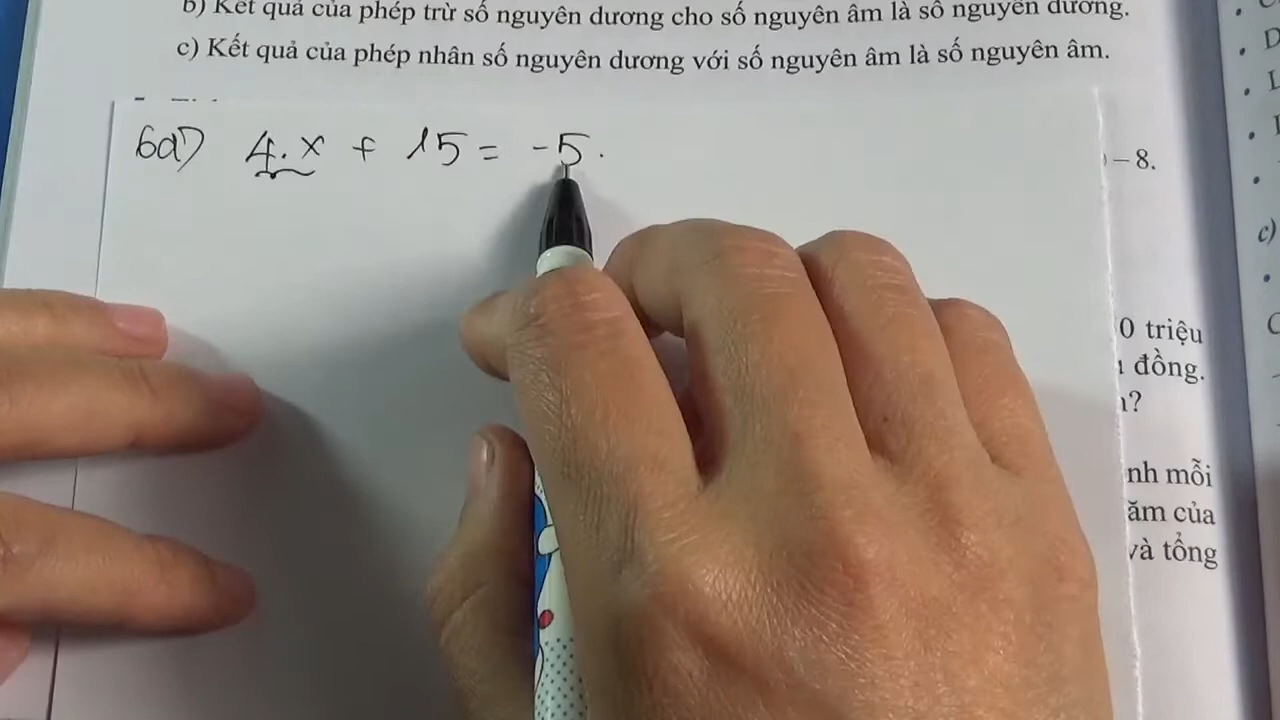 b) Kết quả của phép trừ số nguyên dương cho số nguyên âm là số nguyên dương.
c) Kết quả của phép nhân số nguyên dương với số nguyên âm là số nguyên âm.
6a) 4.x + 15 = -5.
– 8.
0 triệu
đồng.
?
nh mỗi
ăm của
và tổng
c)